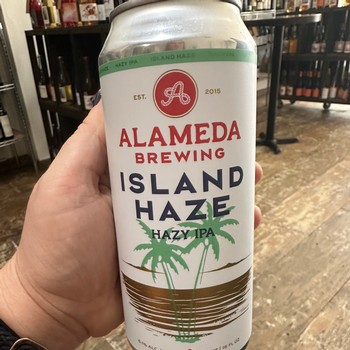 HAZY IPA ISLAND HAZE
EST. A 2015
ALAMEDA
BREWING
ISLAND
HAZE
HAZY IPA